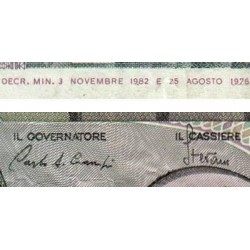 DECR. MIN. 3 NOVEMBRE 1982 E 25 AGOSTO 1926
IL GOVERNATORE IL CASSIERE